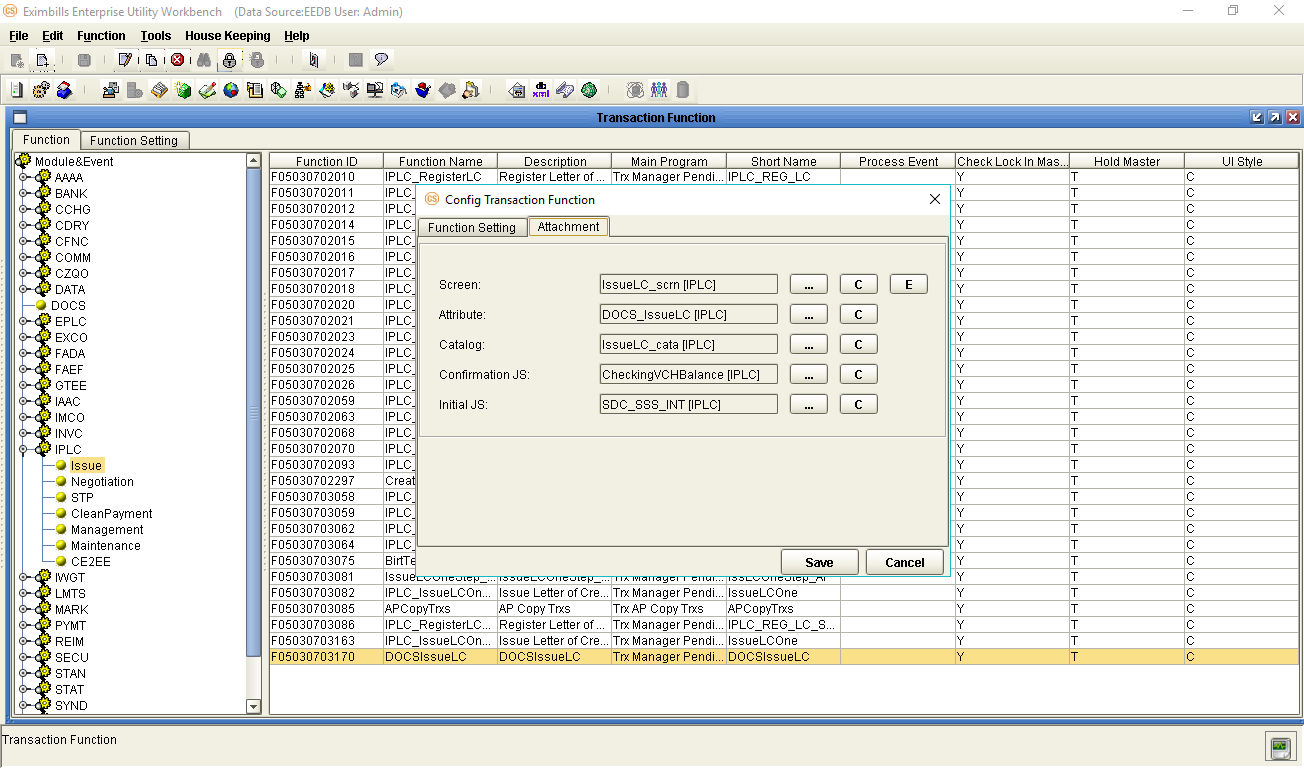 Eximbills Enterprise Utility Workbench (Data Source:EEDB User: Admin)
File Edit Function Tools House Keeping Help
Transaction Function
Function Function Setting
Module&Event
AAAA
BANK
CCHG
CDRY
CFNC
COMM
CZQO
DATA
DOCS
EPLC
EXCO
FADA
FAEF
GTEE
IAAC
IMCO
INVC
IPLC
Issue
Negotiation
STP
CleanPayment
Management
Maintenance
CE2EE
IWGT
LMTS
MARK
PYMT
REIM
SECU
STAN
STAT
SYND
Function ID Function Name Description Main Program Short Name Process Event Check Lock In Mas... Hold Master UI Style
F05030702010 IPLC_RegisterLC Register Letter of ... Trx Manager Pendi... IPLC_REG_LC Y T C
F05030702011 IPLC_ Y T C
F05030702012 IPLC_ Y T C
F05030702014 IPLC_ Y T C
F05030702015 IPLC_ Y T C
F05030702016 IPLC_ Y T C
F05030702017 IPLC_ Y T C
F05030702018 IPLC_ Y T C
F05030702020 IPLC_ Y T C
F05030702021 IPLC_ Y T C
F05030702023 IPLC_ Y T C
F05030702024 IPLC_ Y T C
F05030702025 IPLC_ Y T C
F05030702026 IPLC_ Y T C
F05030702059 IPLC_ Y T C
F05030702063 IPLC_ Y T C
F05030702068 IPLC_ Y T C
F05030702070 IPLC_ Y T C
F05030702093 IPLC_ Y T C
F05030702297 Creat Y T C
F05030703058 IPLC_ Y T C
F05030703059 IPLC_ Y T C
F05030703062 IPLC_ Y T C
F05030703064 IPLC_ Y T C
F05030703075 BirtTe Y T C
F05030703081 IssueLCOneStep_... IssueLCOneStep_... Trx Manager Pendi... IssLCOneStep_AP Y T C
F05030703082 IPLC_IssueLCOn... Issue Letter of Cre... Trx Manager Pendi... IssueLCOne Y T C
F05030703085 APCopyTrxs AP Copy Trxs Trx AP Copy Trxs APCopyTrxs Y T C
F05030703086 IPLC_RegisterLC... Register Letter of ... Trx Manager Pendi... IPLC_REG_LC_S... Y T C
F05030703163 IPLC_IssueLCOn... Issue Letter of Cre... Trx Manager Pendi... IssueLCOne Y T C
F05030703170 DOCSIssueLC DOCSIssueLC Trx Manager Pendi... DOCSIssueLC Y T C
Config Transaction Function
Function Setting Attachment
Screen: IssueLC_scrn [IPLC] ... C E
Attribute: DOCS_IssueLC [IPLC] ... C
Catalog: IssueLC_cata [IPLC] ... C
Confirmation JS: CheckingVCHBalance [IPLC] ... C
Initial JS: SDC_SSS_INT [IPLC] ... C
Save Cancel
Transaction Function